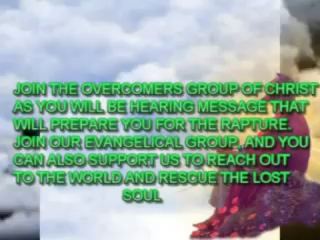 JOIN THE OVERCOMERS GROUP OF CHRIST
AS YOU WILL BE HEARING MESSAGE THAT
WILL PREPARE YOU FOR THE RAPTURE.
JOIN OUR EVANGELICAL GROUP, AND YOU
CAN ALSO SUPPORT US TO REACH OUT
TO THE WORLD AND RESCUE THE LOST
SOUL